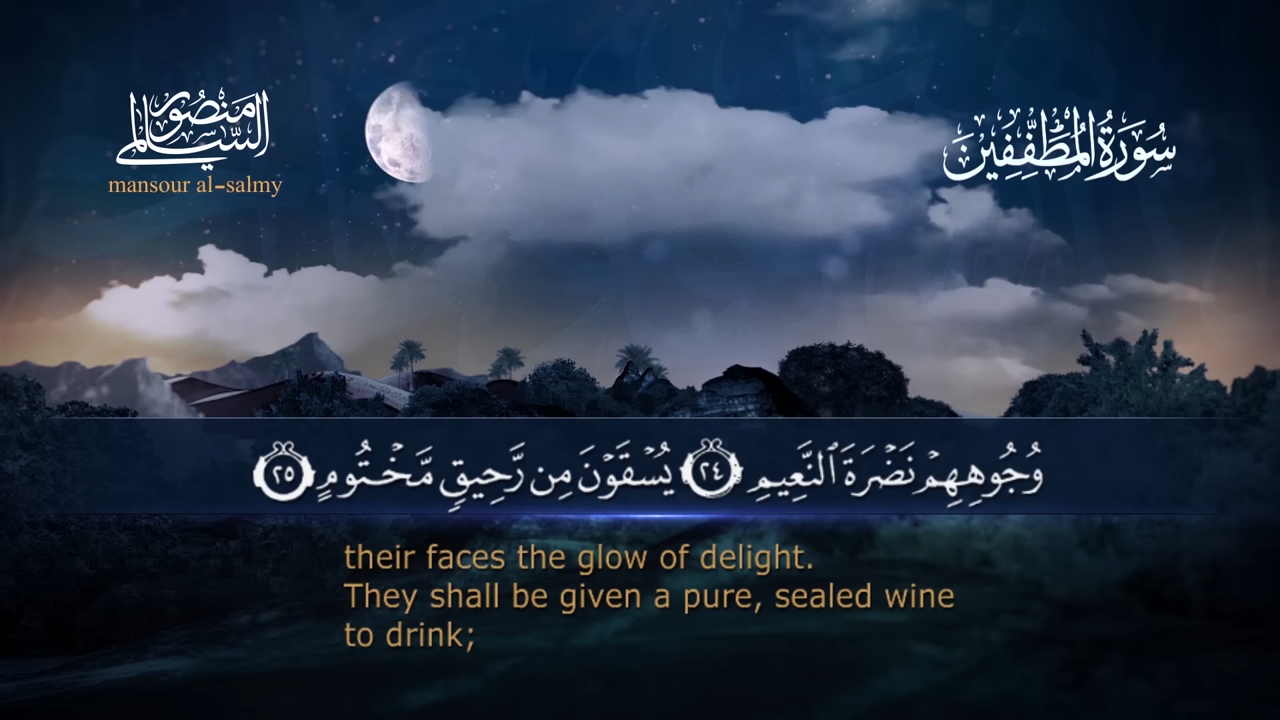 منصور
السالمي
mansour al-salmy
سُورَةُ المُطَفِّفِين
وُجُوهِهِمْ نَضْرَةَ ٱلنَّعِيمِ ٢٤ يُسْقَوْنَ مِن رَّحِيقٍ مَّخْتُومٍ ٢٥
their faces the glow of delight.
They shall be given a pure, sealed wine
to drink;